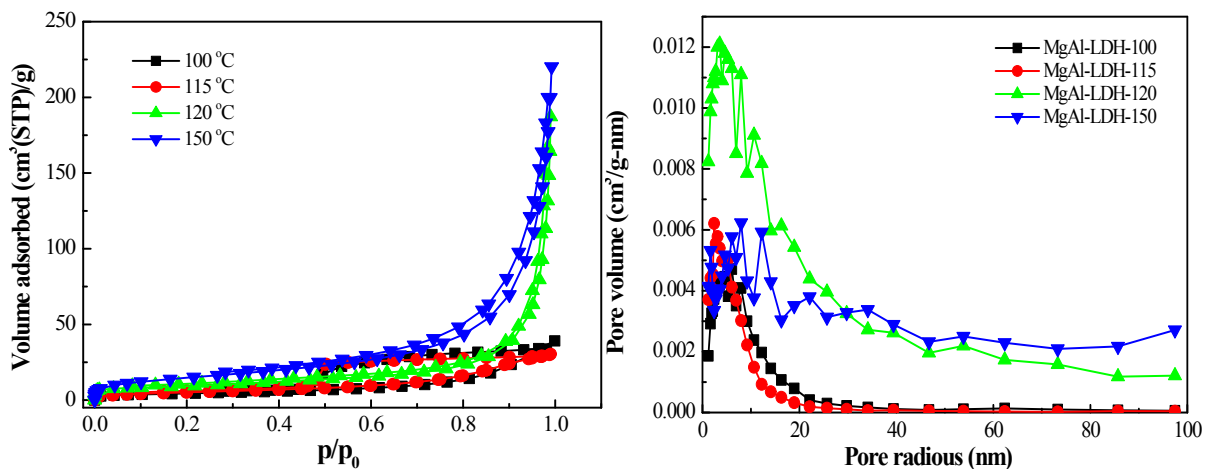 250
200
150
100
50
0
0.0 0.2 0.4 0.6 0.8 1.0
Volume adsorbed (cm³(STP)/g)
p/p₀
100 °C
115 °C
120 °C
150 °C
0.012
0.010
0.008
0.006
0.004
0.002
0.000
0 20 40 60 80 100
Pore volume (cm³/g-nm)
Pore radious (nm)
MgAl-LDH-100
MgAl-LDH-115
MgAl-LDH-120
MgAl-LDH-150